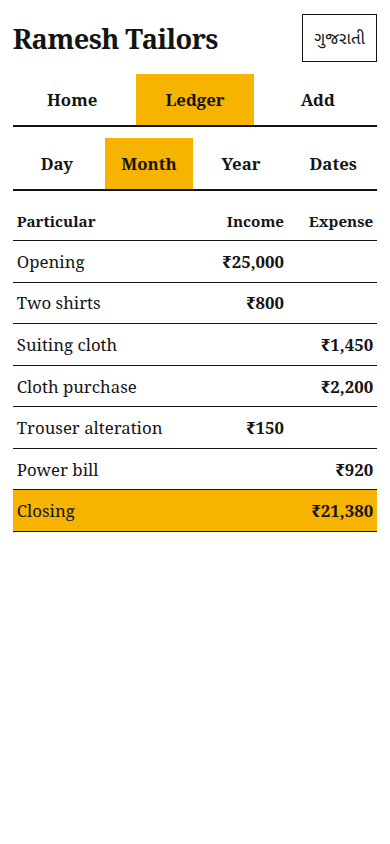 Ramesh Tailors ગુજરાતી
Home Ledger Add
Day Month Year Dates
Particular Income Expense
Opening ₹25,000
Two shirts ₹800
Suiting cloth ₹1,450
Cloth purchase ₹2,200
Trouser alteration ₹150
Power bill ₹920
Closing ₹21,380